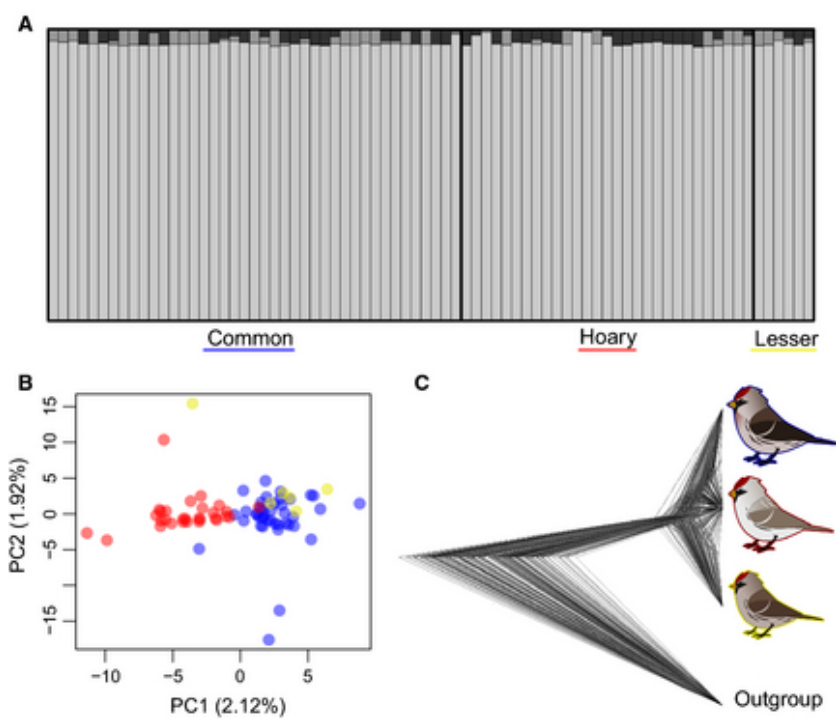 A
Common
Hoary
Lesser
B
C
15
10
5
0
−5
−15
PC2 (1.92%)
−10
−5
0
5
PC1 (2.12%)
Outgroup